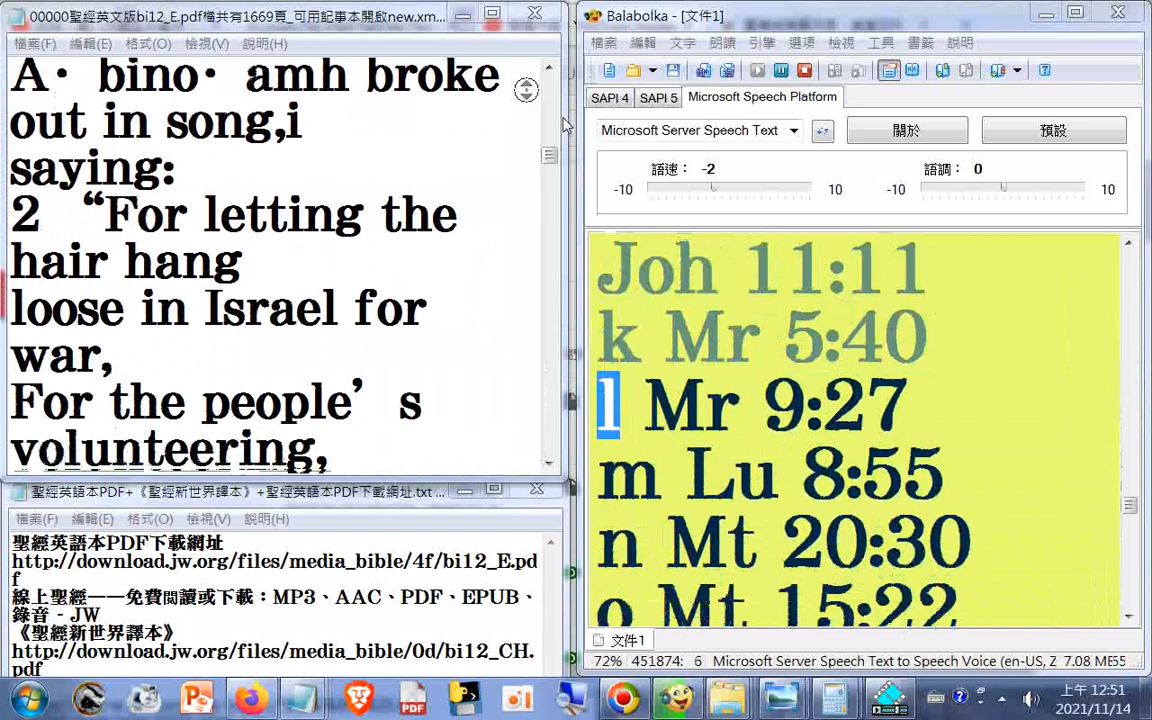 00000聖經英文版bi12_E.pdf檔共有1669頁_可用記事本開啟new.xm...
檔案(F) 編輯(E) 格式(O) 檢視(V) 說明(H)
A· bino· amh broke
out in song,i
saying:
2 “For letting the
hair hang
loose in Israel for
war,
For the people’s
volunteering,
聖經英語本PDF+《聖經新世界譯本》+聖經英語本PDF下載網址.txt ...
檔案(F) 編輯(E) 格式(O) 檢視(V) 說明(H)
聖經英語本PDF下載網址
http://download.jw.org/files/media_bible/4f/bi12_E.pd
f
線上聖經——免費閱讀或下載：MP3、AAC、PDF、EPUB、
錄音 - JW
《聖經新世界譯本》
http://download.jw.org/files/media_bible/0d/bi12_CH.
pdf
Balabolka - [文件1]
檔案 編輯 文字 朗讀 引擎 選項 檢視 工具 書籤 說明
SAPI 4 SAPI 5 Microsoft Speech Platform
Microsoft Server Speech Text 關於 預設
語速： -2 語調： 0
-10 10 -10 10
Joh 11:11
k Mr 5:40
l Mr 9:27
m Lu 8:55
n Mt 20:30
o Mt 15:22
文件1
72% 451874: 6 Microsoft Server Speech Text to Speech Voice (en-US, Z 7.08 ME55
PDF
上午 12:51
2021/11/14